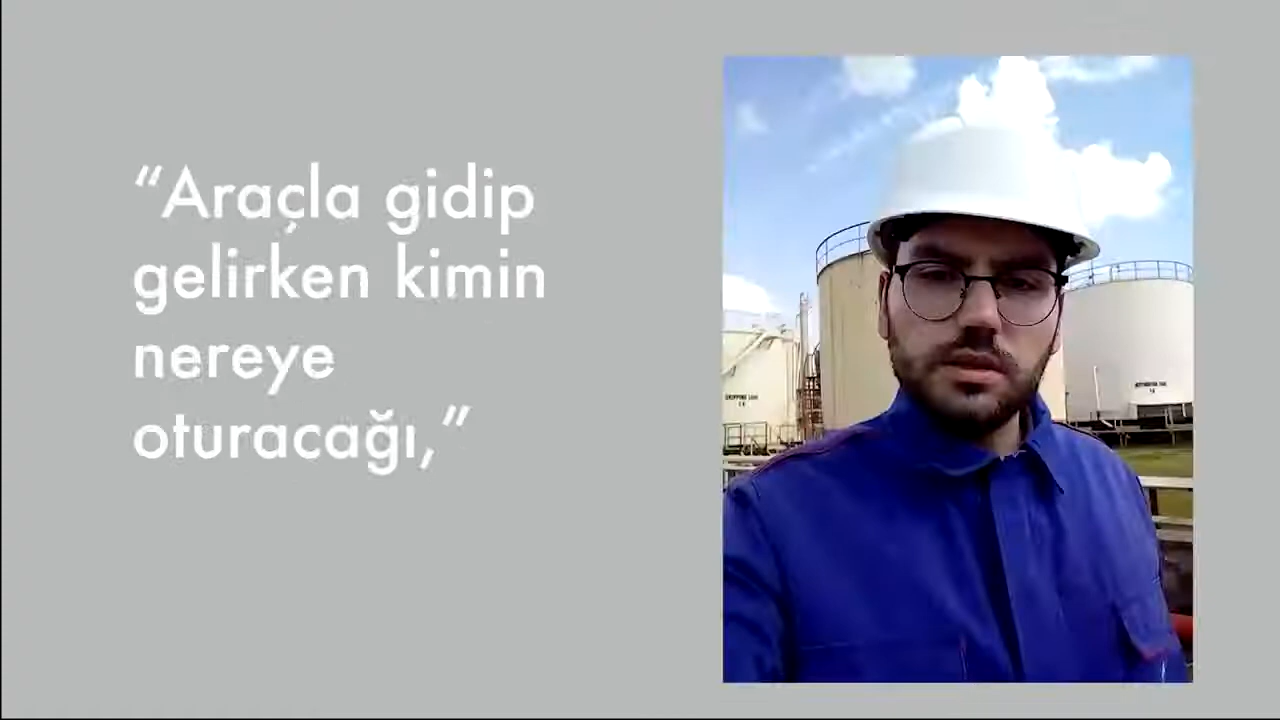 “Araçla gidip
gelirken kimin
nereye
oturacağı,”